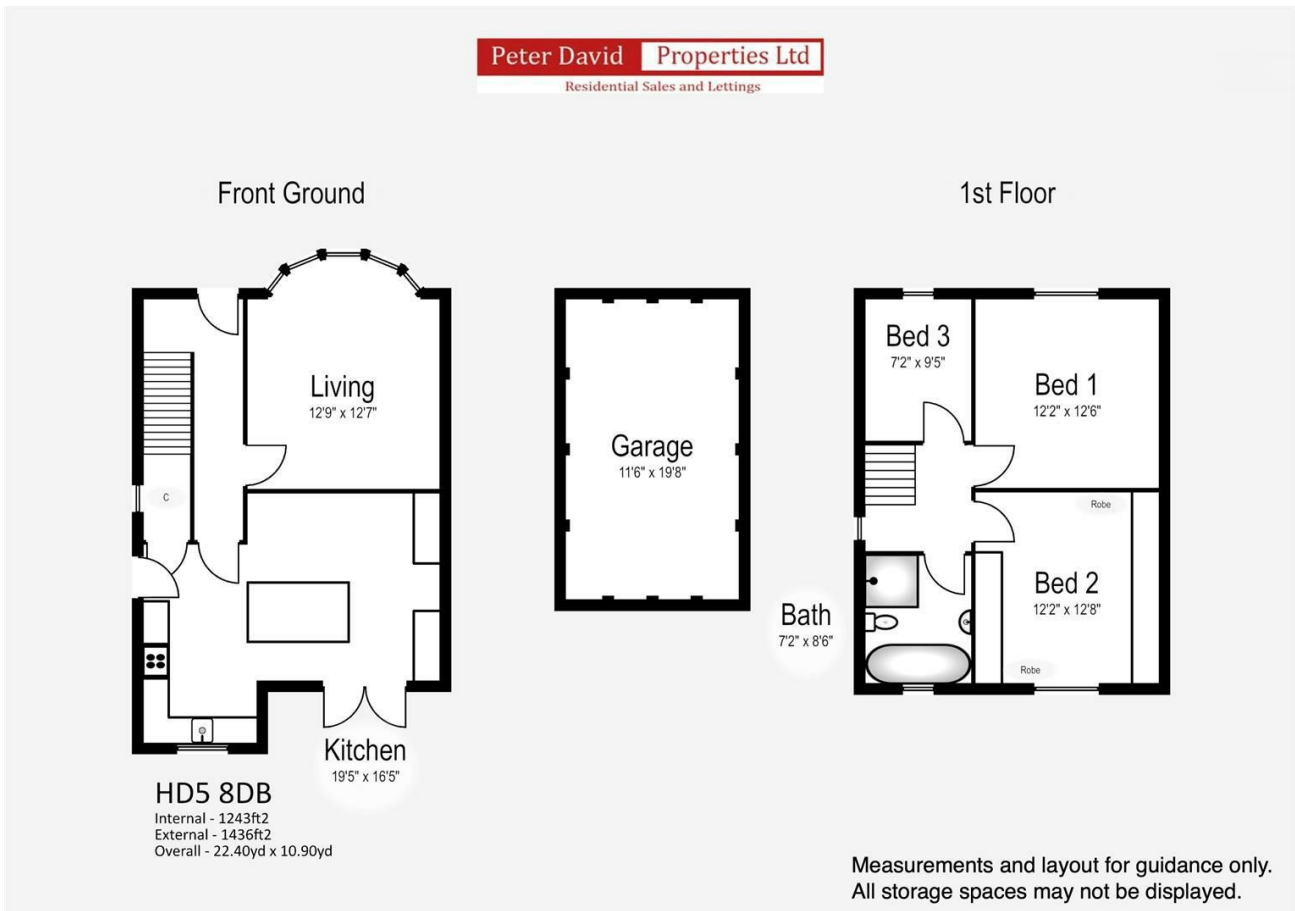 Peter David Properties Ltd
Residential Sales and Lettings
Front Ground
1st Floor
Living
12'9" x 12'7"
C
Kitchen
19'5" x 16'5"
Garage
11'6" x 19'8"
Bed 3
7'2" x 9'5"
Bed 1
12'2" x 12'6"
Robe
Bed 2
12'2" x 12'8"
Robe
Bath
7'2" x 8'6"
HD5 8DB
Internal - 1243ft2
External - 1436ft2
Overall - 22.40yd x 10.90yd
Measurements and layout for guidance only.
All storage spaces may not be displayed.